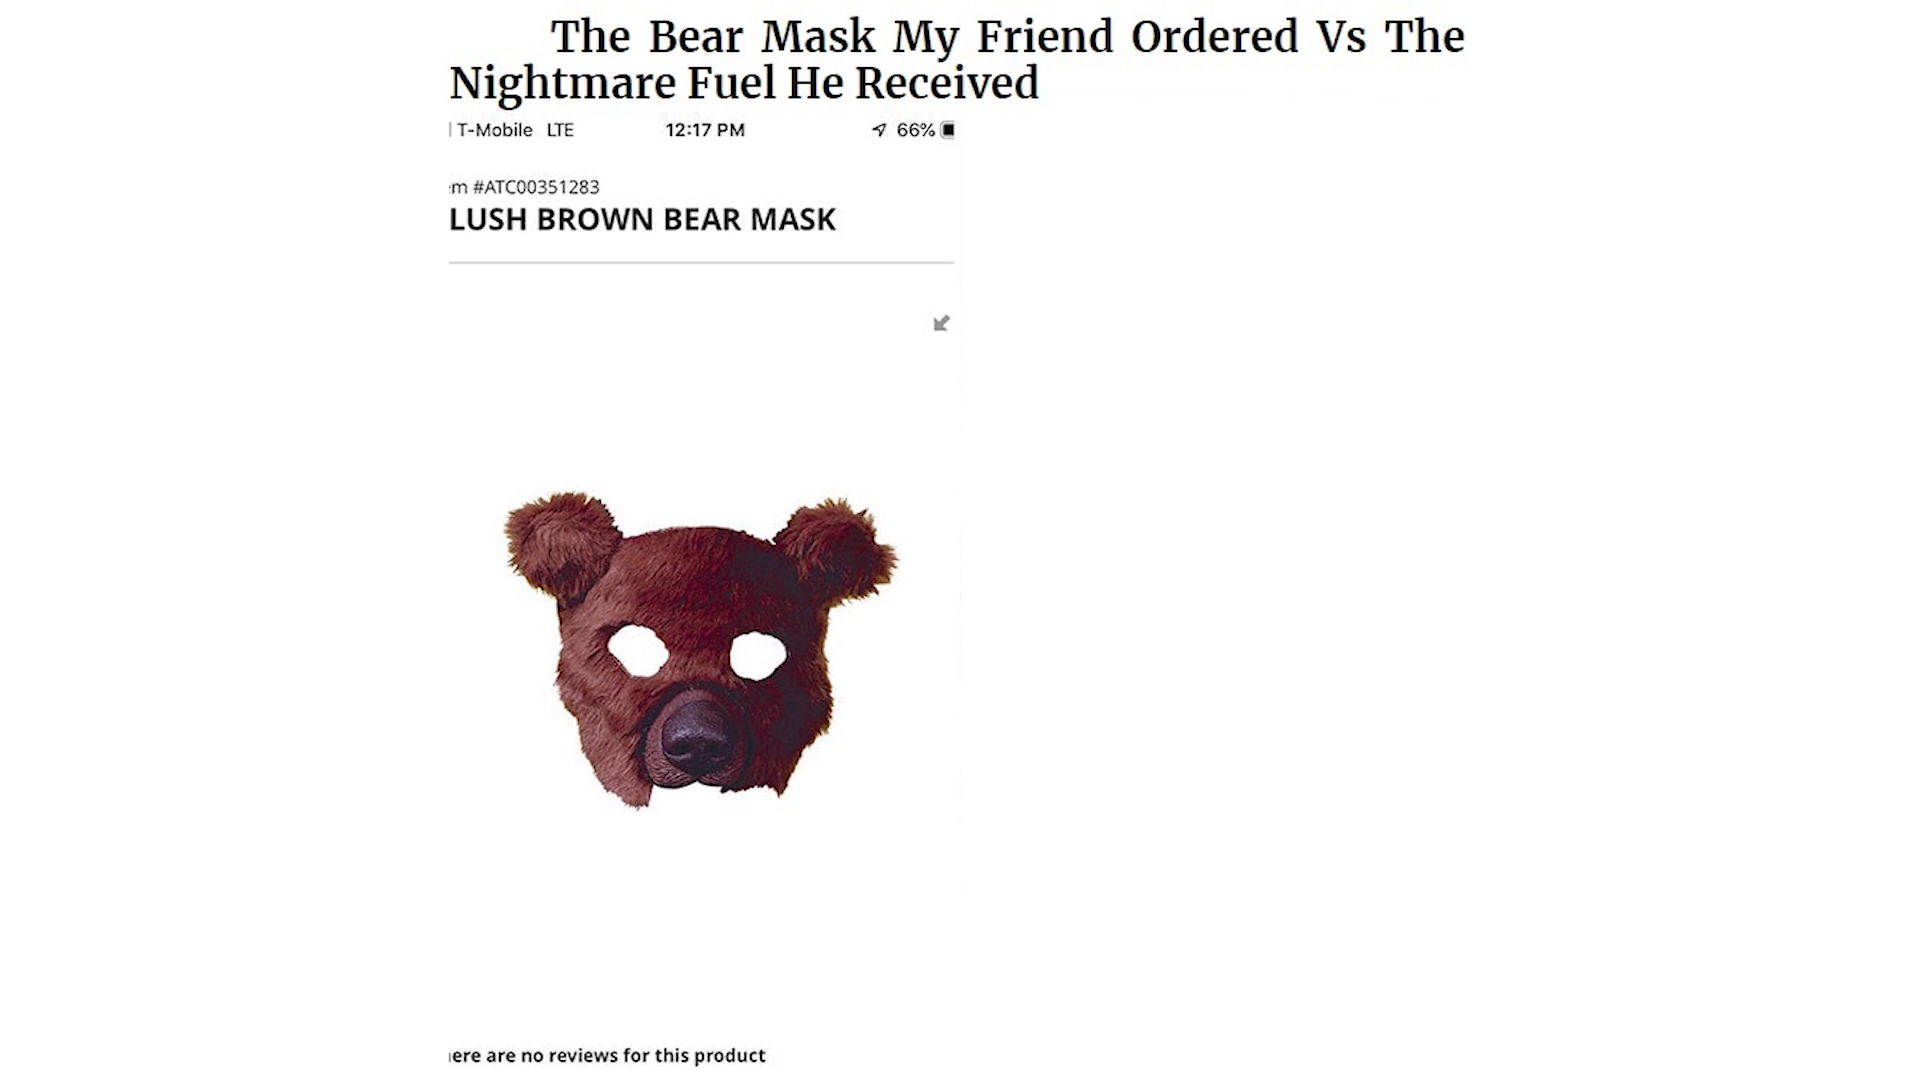 The Bear Mask My Friend Ordered Vs The
Nightmare Fuel He Received
T-Mobile LTE 12:17 PM 66%
em #ATC00351283
LUSH BROWN BEAR MASK
ere are no reviews for this product